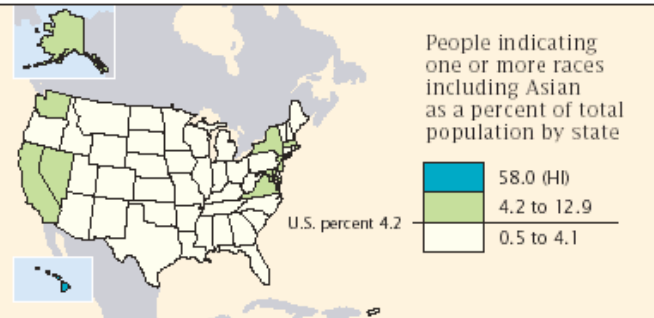 People indicating
one or more races
including Asian
as a percent of total
population by state
58.0 (HI)
4.2 to 12.9
U.S. percent 4.2
0.5 to 4.1